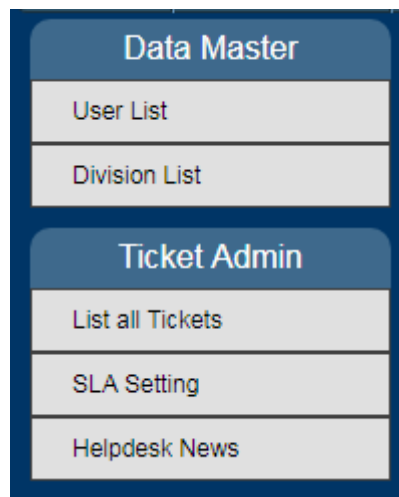 Data Master
User List
Division List
Ticket Admin
List all Tickets
SLA Setting
Helpdesk News